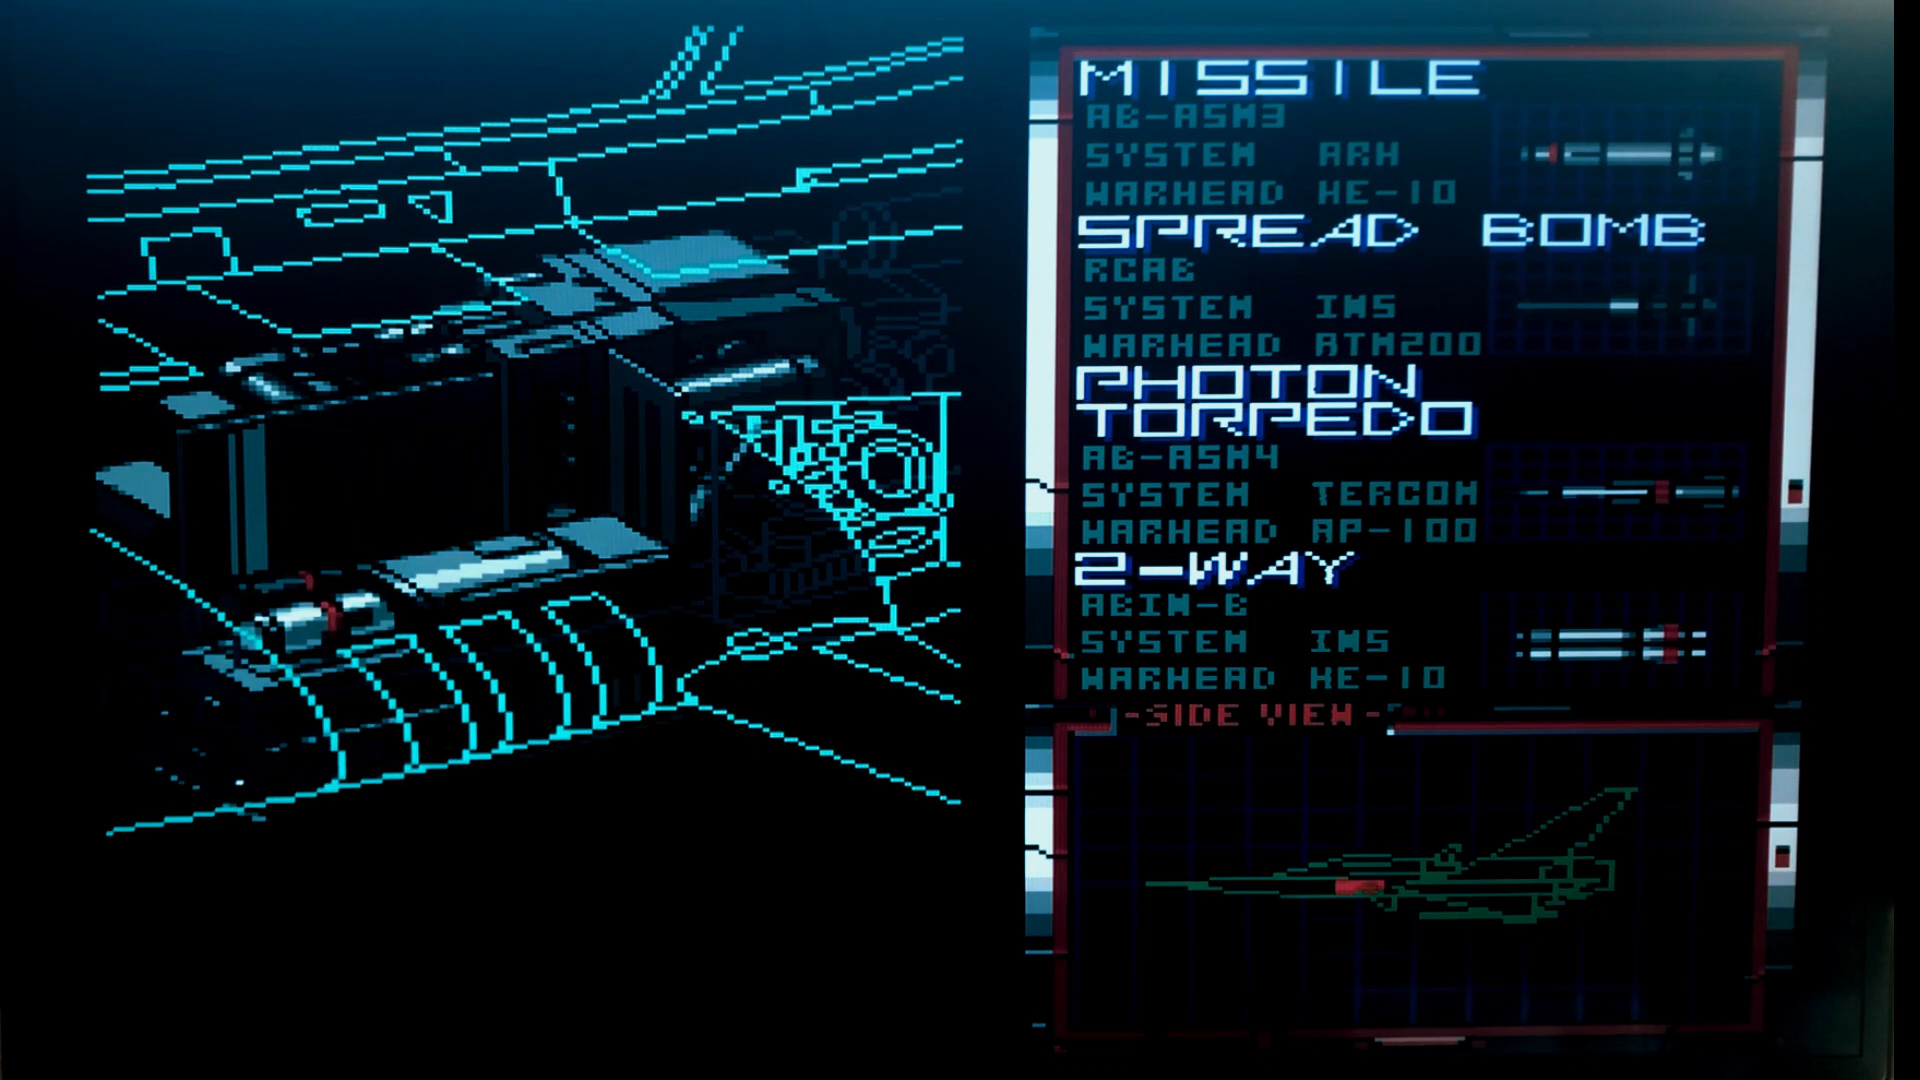 MISSILE
AB-ASM3
SYSTEM ARH
WARHEAD HE-10
SPREAD BOMB
RCAB
SYSTEM INS
WARHEAD ATM200
PHOTON
TORPEDO
AB-ASM4
SYSTEM TERCOM
WARHEAD AP-100
2-WAY
ABIM-B
SYSTEM INS
WARHEAD HE-10
-SIDE VIEW-